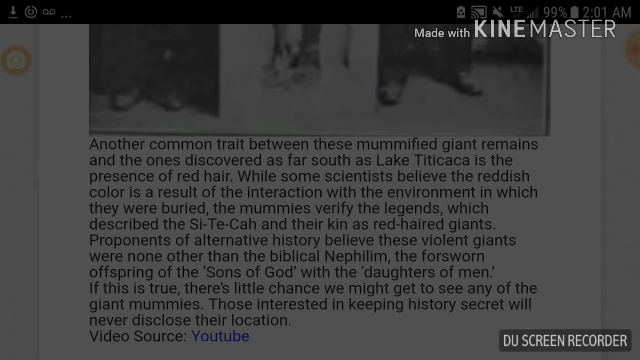 LTE 99% 2:01 AM
Made with KINEMASTER
Another common trait between these mummified giant remains
and the ones discovered as far south as Lake Titicaca is the
presence of red hair. While some scientists believe the reddish
color is a result of the interaction with the environment in which
they were buried, the mummies verify the legends, which
described the Si-Te-Cah and their kin as red-haired giants.
Proponents of alternative history believe these violent giants
were none other than the biblical Nephilim, the forsworn
offspring of the ‘Sons of God’ with the ‘daughters of men.’
If this is true, there’s little chance we might get to see any of the
giant mummies. Those interested in keeping history secret will
never disclose their location.
Video Source: Youtube
DU SCREEN RECORDER